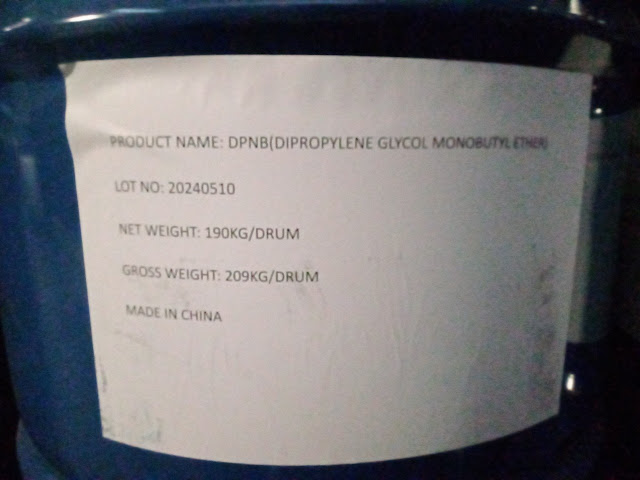 PRODUCT NAME: DPNB(DIPROPYLENE GLYCOL MONOBUTYL ETHER)
LOT NO: 20240510
NET WEIGHT: 190KG/DRUM
GROSS WEIGHT: 209KG/DRUM
MADE IN CHINA